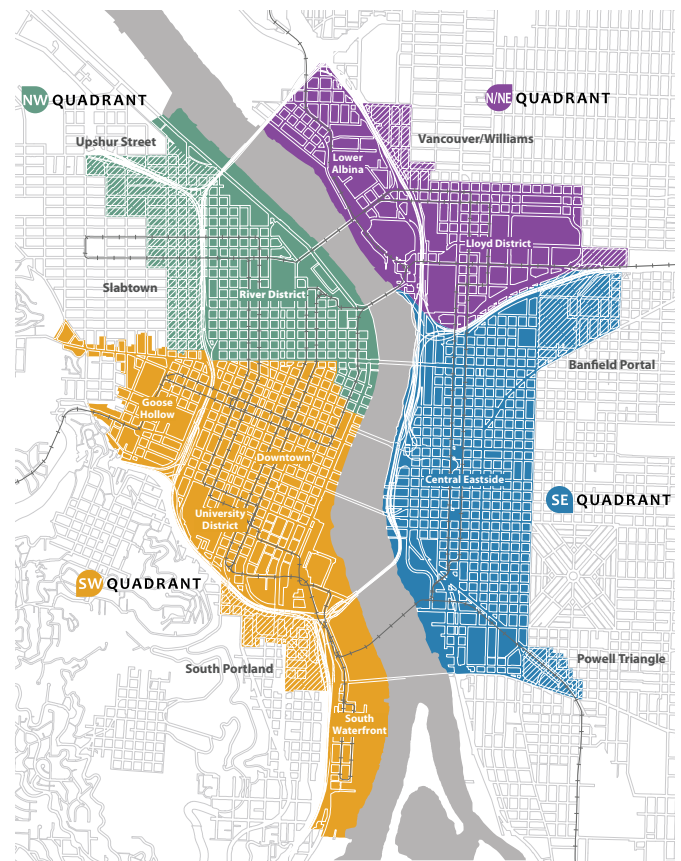 NW QUADRANT
N/NE QUADRANT
Upshur Street
Vancouver/Williams
Lower
Albina
Lloyd District
Slabtown
River District
Banfield Portal
Goose
Hollow
Downtown
Central Eastside
SE QUADRANT
University
District
SW QUADRANT
South Portland
Powell Triangle
South
Waterfront